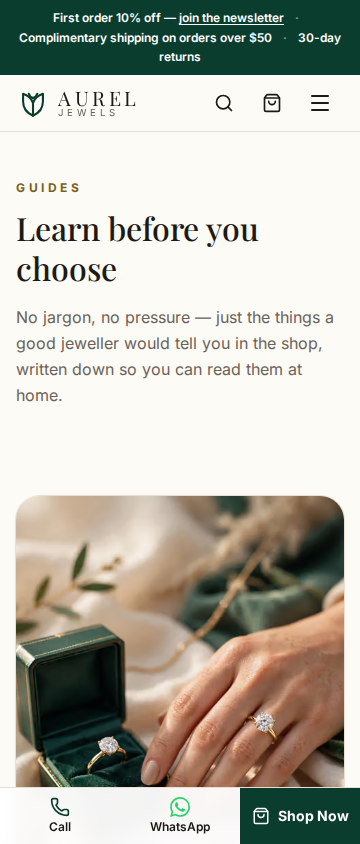 First order 10% off — join the newsletter ·
Complimentary shipping on orders over $50 · 30-day
returns
AUREL
JEWELS
GUIDES
Learn before you
choose
No jargon, no pressure — just the things a
good jeweller would tell you in the shop,
written down so you can read them at
home.
Call
WhatsApp
Shop Now